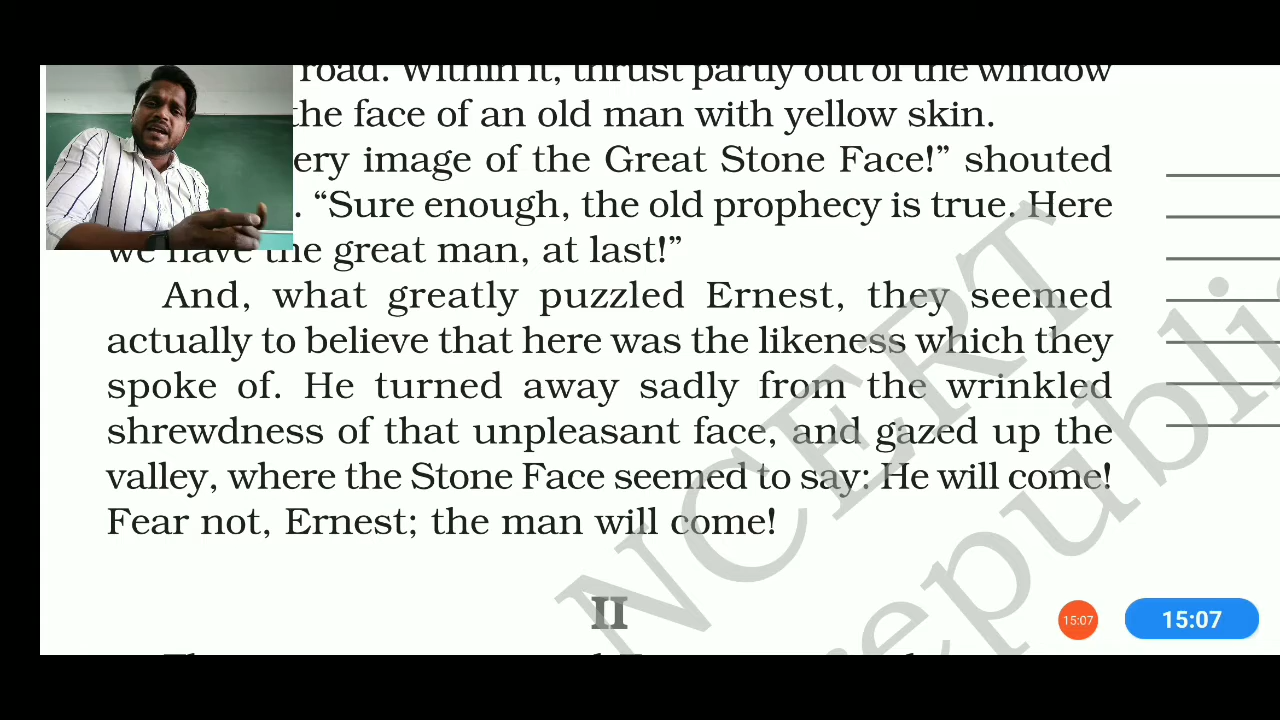 road. Within it, thrust partly out of the window
the face of an old man with yellow skin.
ery image of the Great Stone Face!” shouted
. “Sure enough, the old prophecy is true. Here
we have the great man, at last!”
And, what greatly puzzled Ernest, they seemed
actually to believe that here was the likeness which they
spoke of. He turned away sadly from the wrinkled
shrewdness of that unpleasant face, and gazed up the
valley, where the Stone Face seemed to say: He will come!
Fear not, Ernest; the man will come!
II
NCERT
republi
15:07
15:07